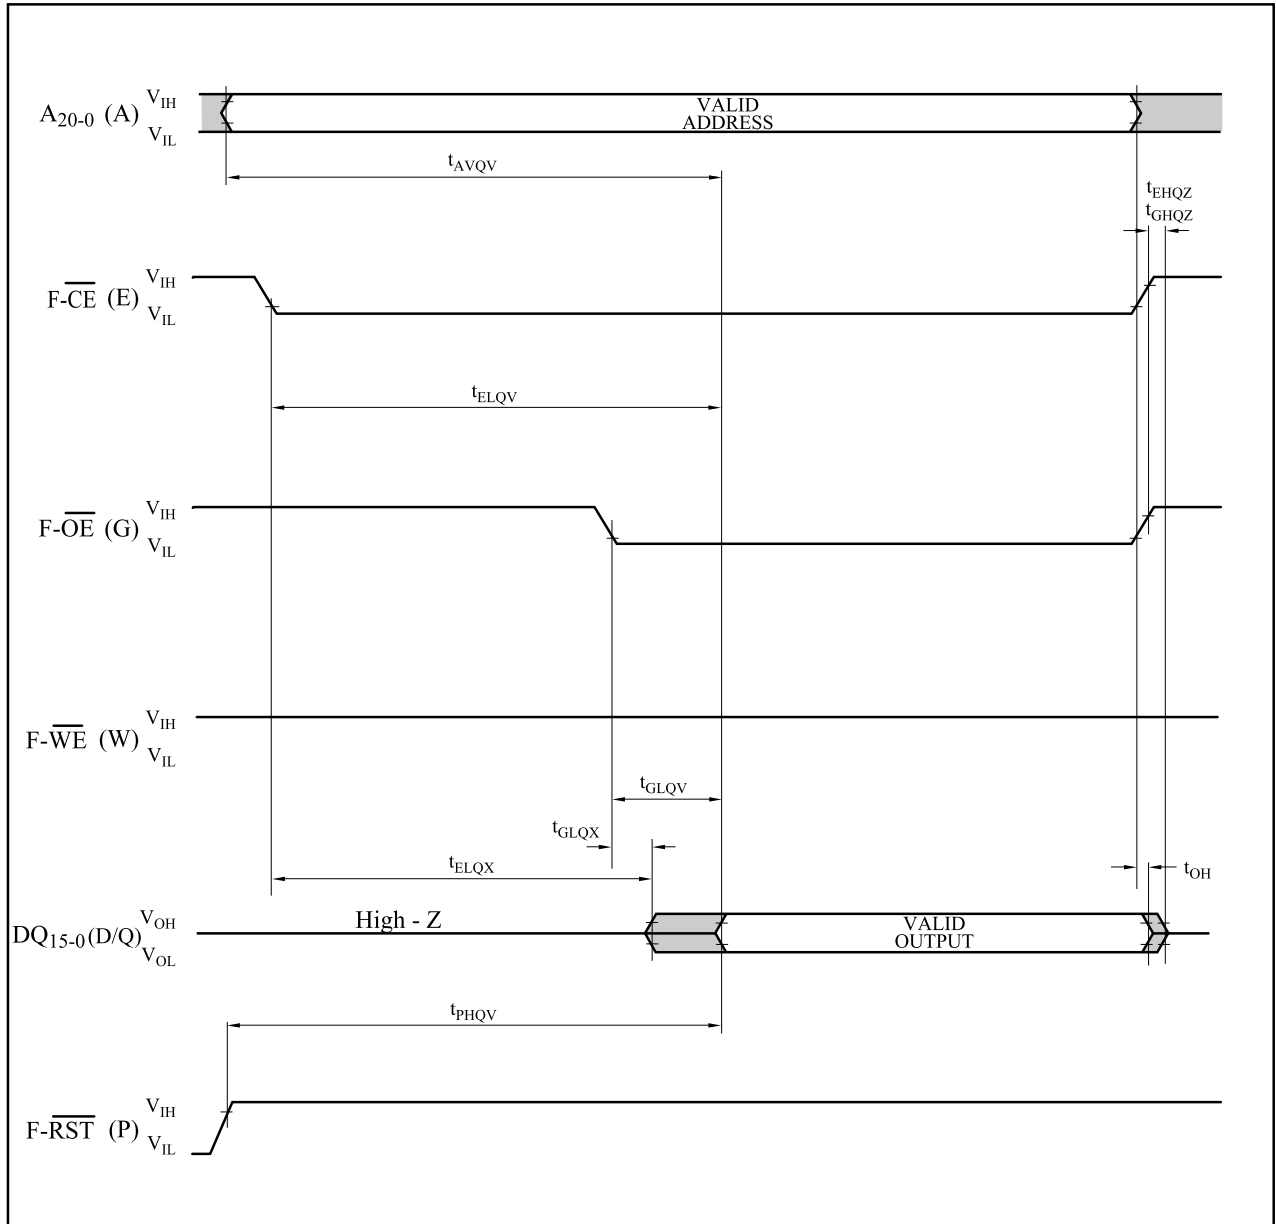 A20-0 (A) VIH
VIL
VALID
ADDRESS
tAVQV
tEHQZ
tGHQZ
F-CE (E) VIH
VIL
tELQV
F-OE (G) VIH
VIL
F-WE (W) VIH
VIL
tGLQV
tGLQX
tELQX
tOH
DQ15-0 (D/Q) VOH
VOL
High - Z
VALID
OUTPUT
tPHQV
F-RST (P) VIH
VIL